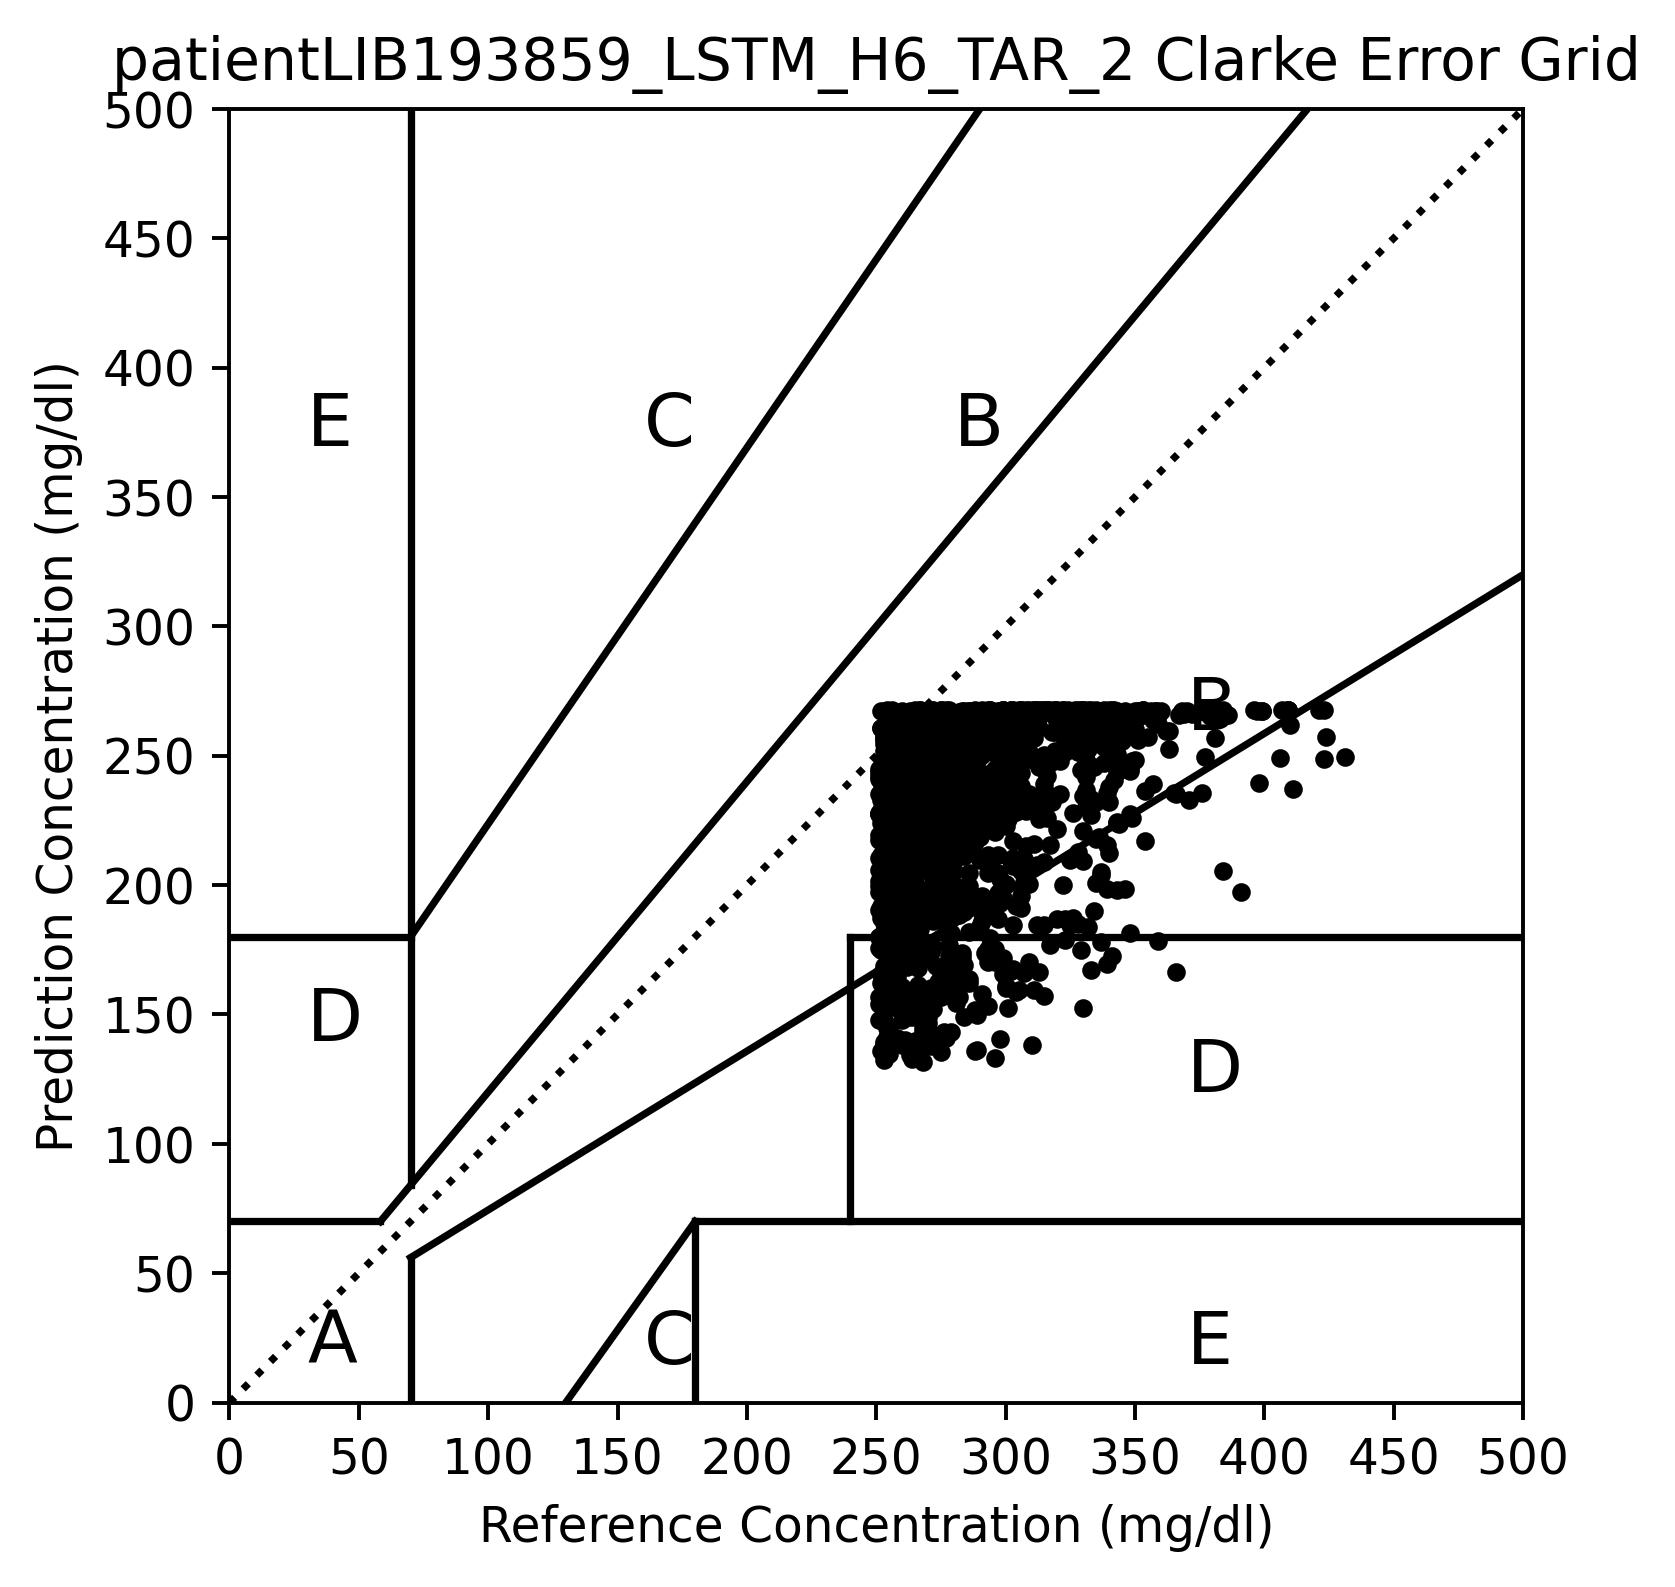 patientLIB193859_LSTM_H6_TAR_2 Clarke Error Grid
500
450
400
350
300
250
200
150
100
50
0
Prediction Concentration (mg/dl)
E
C
B
B
D
D
A
C
E
0 50 100 150 200 250 300 350 400 450 500
Reference Concentration (mg/dl)